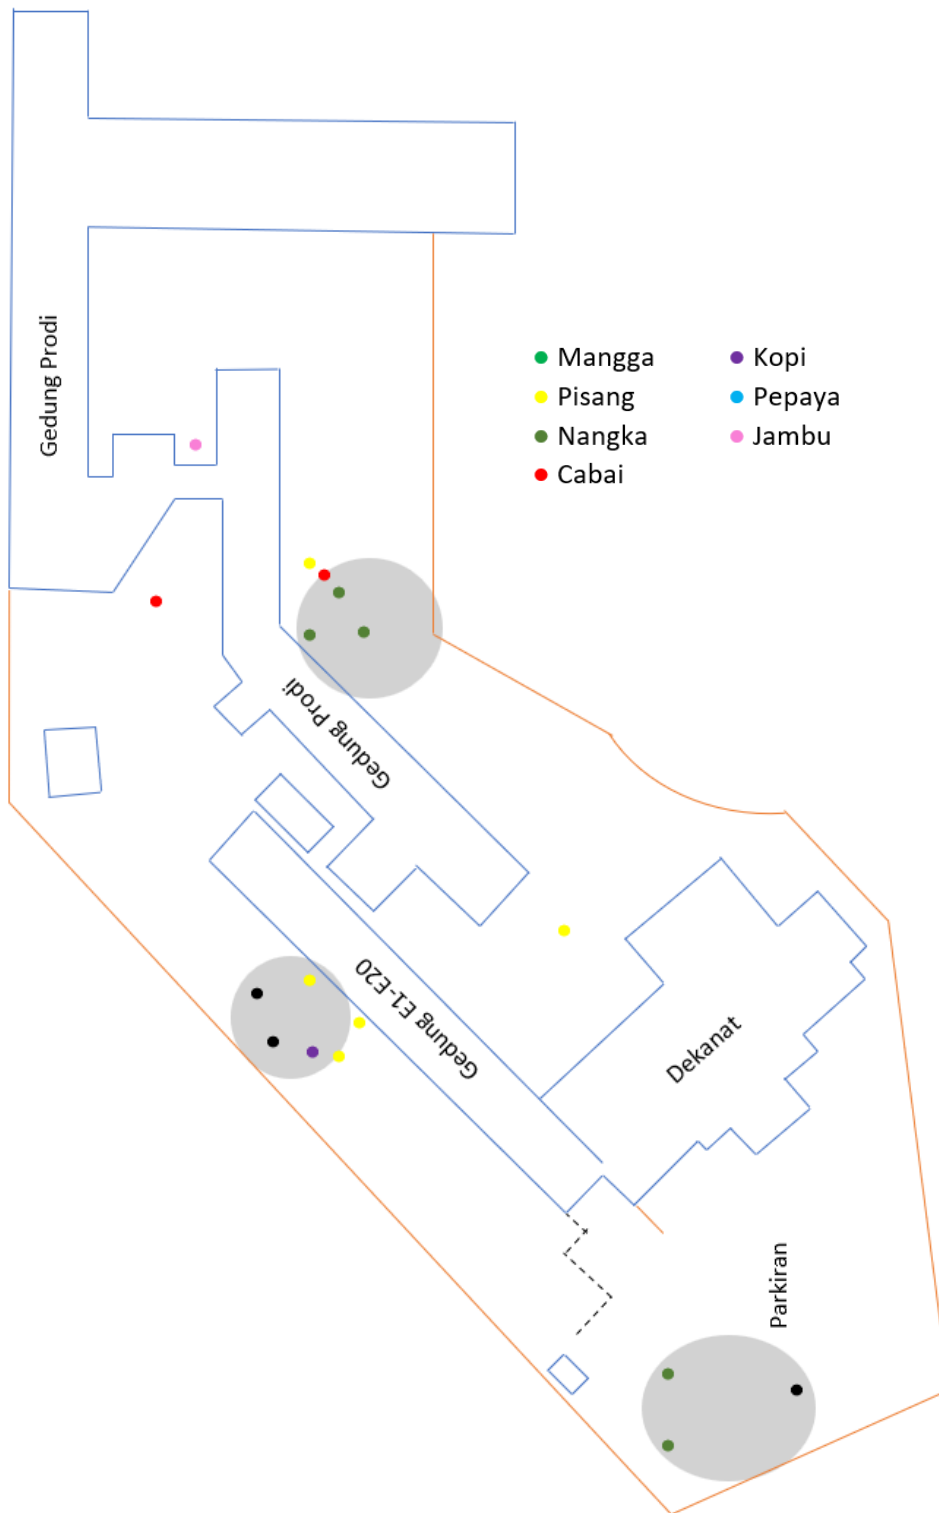 Gedung Prodi
Mangga
Pisang
Nangka
Cabai
Kopi
Pepaya
Jambu
Gedung Prodi
Gedung E1-E20
Dekanat
Parkiran